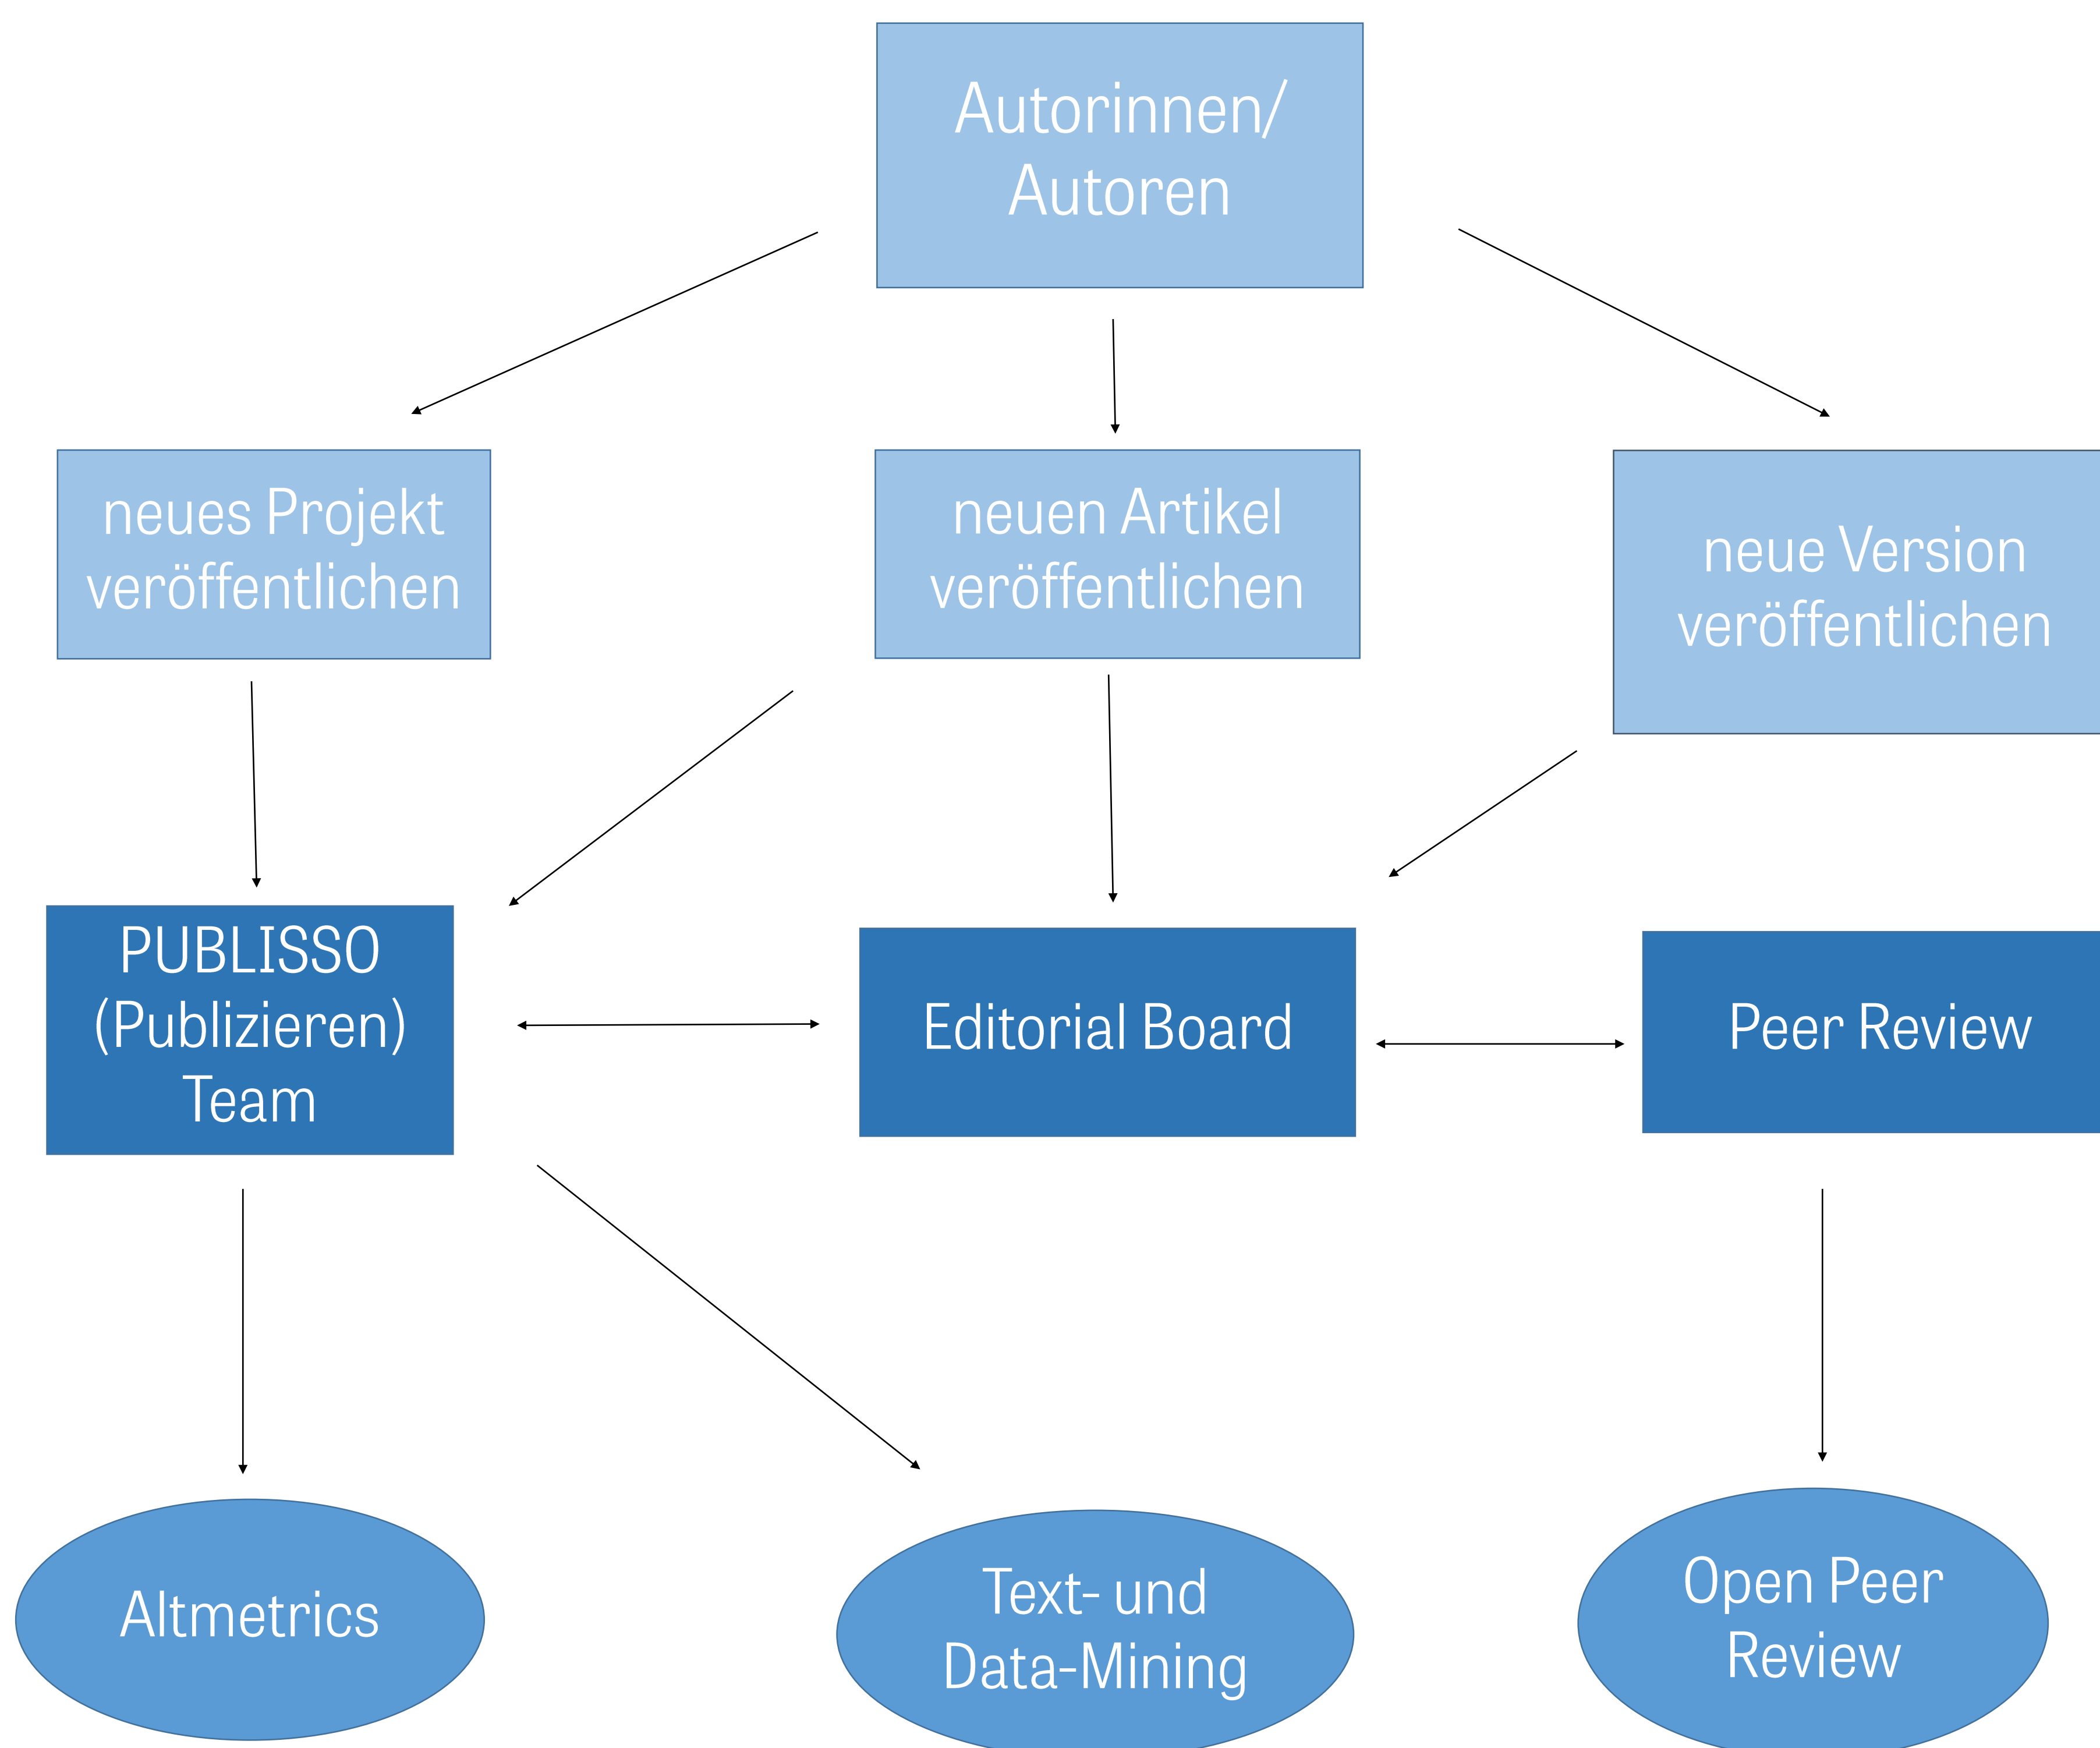 Autorinnen/
Autoren
neues Projekt
veröffentlichen
neuen Artikel
veröffentlichen
neue Version
veröffentlichen
PUBLISSO
(Publizieren)
Team
Editorial Board
Peer Review
Altmetrics
Text- und
Data-Mining
Open Peer
Review